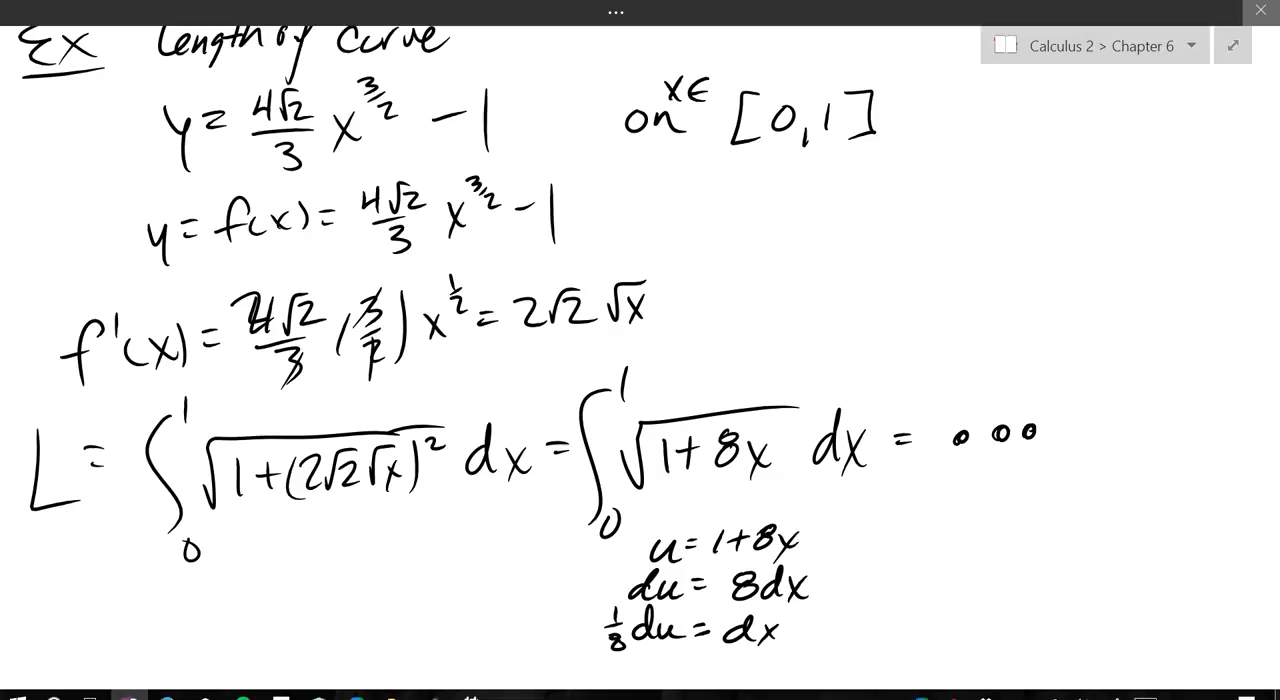 ...
Calculus 2 > Chapter 6
Ex Length of Curve
y = 4√2/3 x^(3/2) - 1 on x∈ [0,1]
y = f(x) = 4√2/3 x^(3/2) - 1
f'(x) = 4√2/3 (3/2) x^(1/2) = 2√2 √x
L = ∫₀¹ √(1+(2√2√x)²) dx = ∫₀¹ √(1+8x) dx = ...
u = 1+8x
du = 8dx
1/8 du = dx